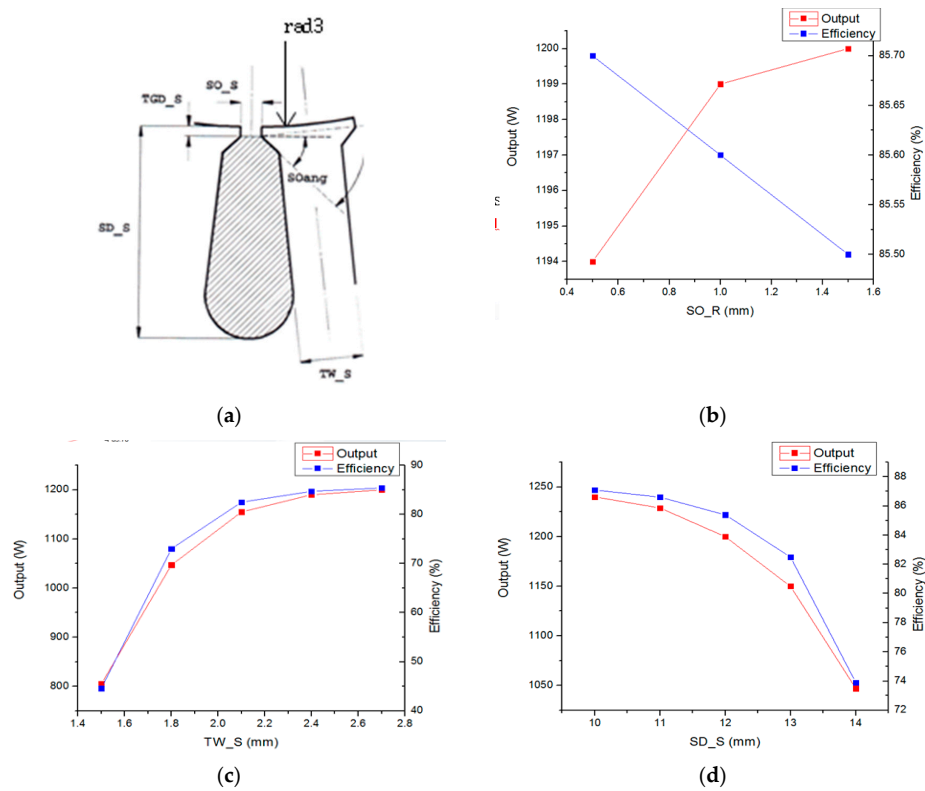 rad3
SO_S
TGD_S
SOang
SD_S
TW_S
(a)
Output
Efficiency
1200
1199
1198
1197
1196
1195
1194
Output (W)
85.70
85.65
85.60
85.55
85.50
Efficiency (%)
0.4 0.6 0.8 1.0 1.2 1.4 1.6
SO_R (mm)
(b)
Output
Efficiency
1200
1100
1000
900
800
Output (W)
90
80
70
60
50
40
Efficiency (%)
1.4 1.6 1.8 2.0 2.2 2.4 2.6 2.8
TW_S (mm)
(c)
Output
Efficiency
1250
1200
1150
1100
1050
Output (W)
88
86
84
82
80
78
76
74
72
Efficiency (%)
10 11 12 13 14
SD_S (mm)
(d)